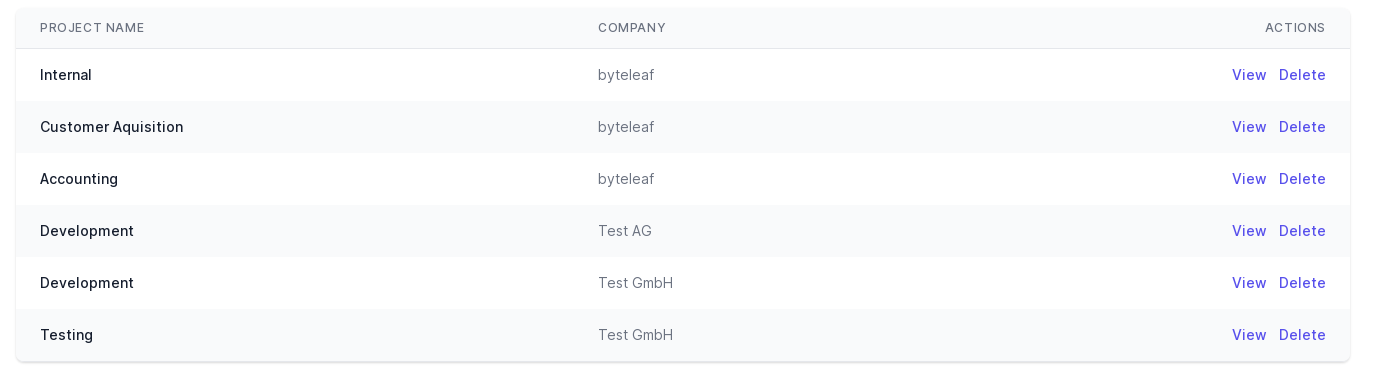 PROJECT NAME COMPANY ACTIONS
Internal byteleaf View Delete
Customer Aquisition byteleaf View Delete
Accounting byteleaf View Delete
Development Test AG View Delete
Development Test GmbH View Delete
Testing Test GmbH View Delete